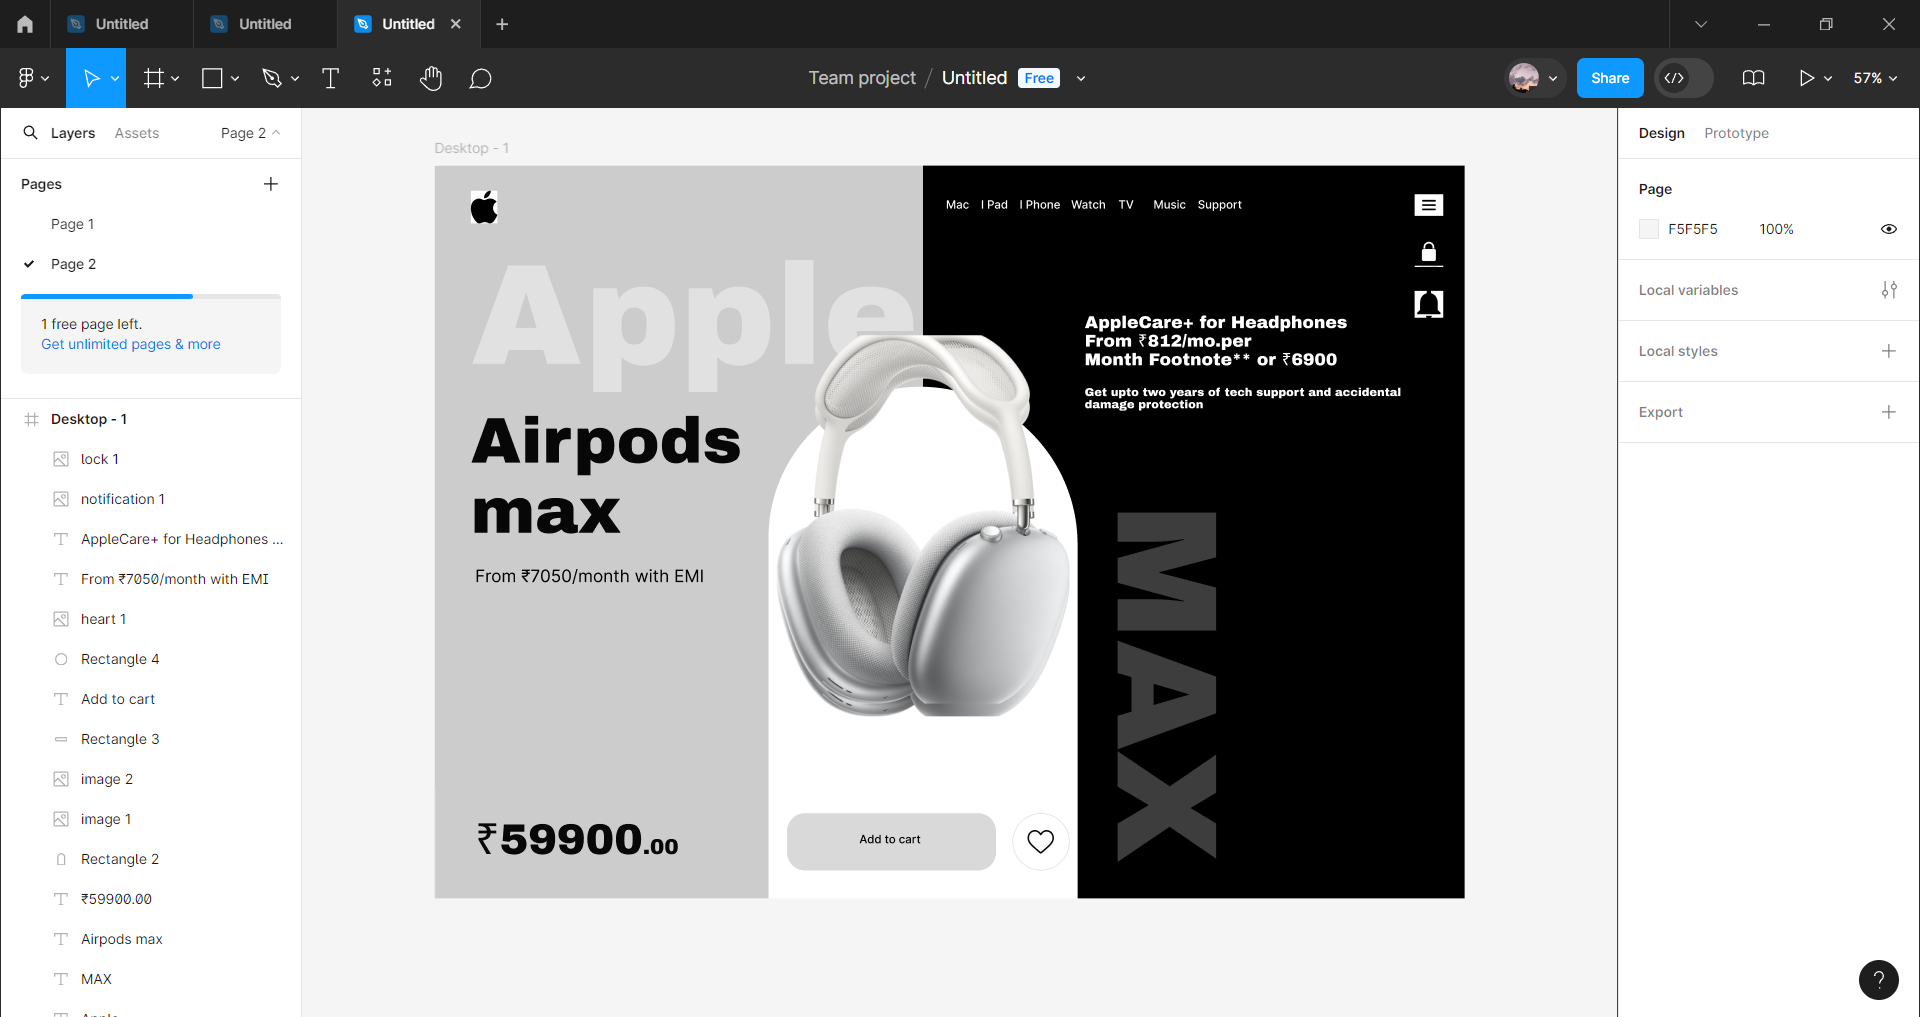 Untitled
Untitled
Untitled
Team project / Untitled Free
Share
57%
Layers Assets Page 2
Pages
Page 1
Page 2
1 free page left.
Get unlimited pages & more
Desktop - 1
lock 1
notification 1
AppleCare+ for Headphones ...
From ₹7050/month with EMI
heart 1
Rectangle 4
Add to cart
Rectangle 3
image 2
image 1
Rectangle 2
₹59900.00
Airpods max
MAX
Apple
Desktop - 1
Mac I Pad I Phone Watch TV Music Support
Apple
AppleCare+ for Headphones
From ₹812/mo.per
Month Footnote** or ₹6900
Get upto two years of tech support and accidental
damage protection
Airpods
max
From ₹7050/month with EMI
MAX
₹59900.00
Add to cart
Design Prototype
Page
F5F5F5 100%
Local variables
Local styles
Export
?